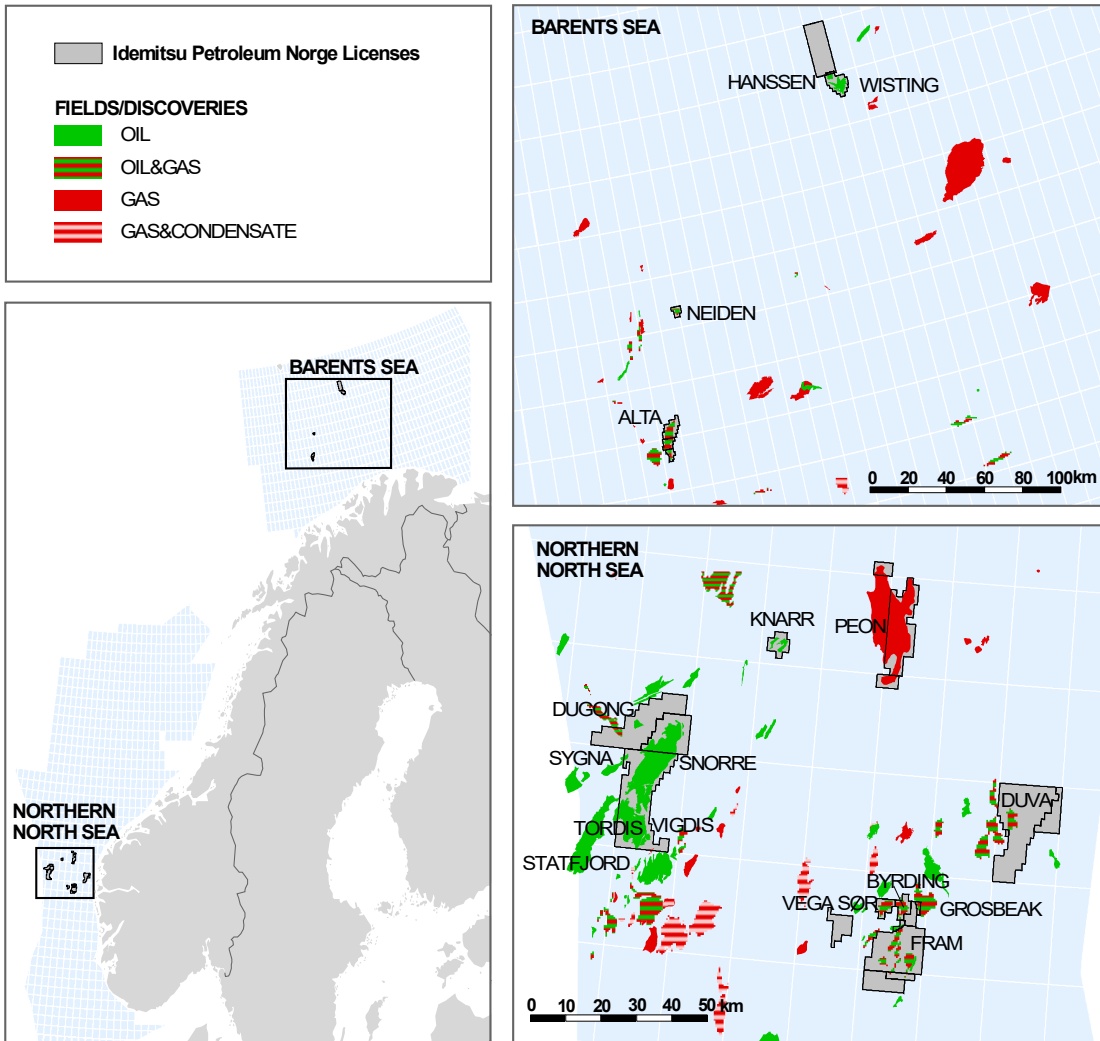 Idemitsu Petroleum Norge Licenses
FIELDS/DISCOVERIES
OIL
OIL&GAS
GAS
GAS&CONDENSATE
BARENTS SEA
NORTHERN
NORTH SEA
BARENTS SEA
HANSSEN
WISTING
NEIDEN
ALTA
0 20 40 60 80 100km
NORTHERN
NORTH SEA
KNARR
PEON
DUGONG
SYGNA
SNORRE
DUVA
TORDIS
VIGDIS
STATFJORD
BYRDING
VEGA SØR
GROSBEAK
FRAM
0 10 20 30 40 50 km